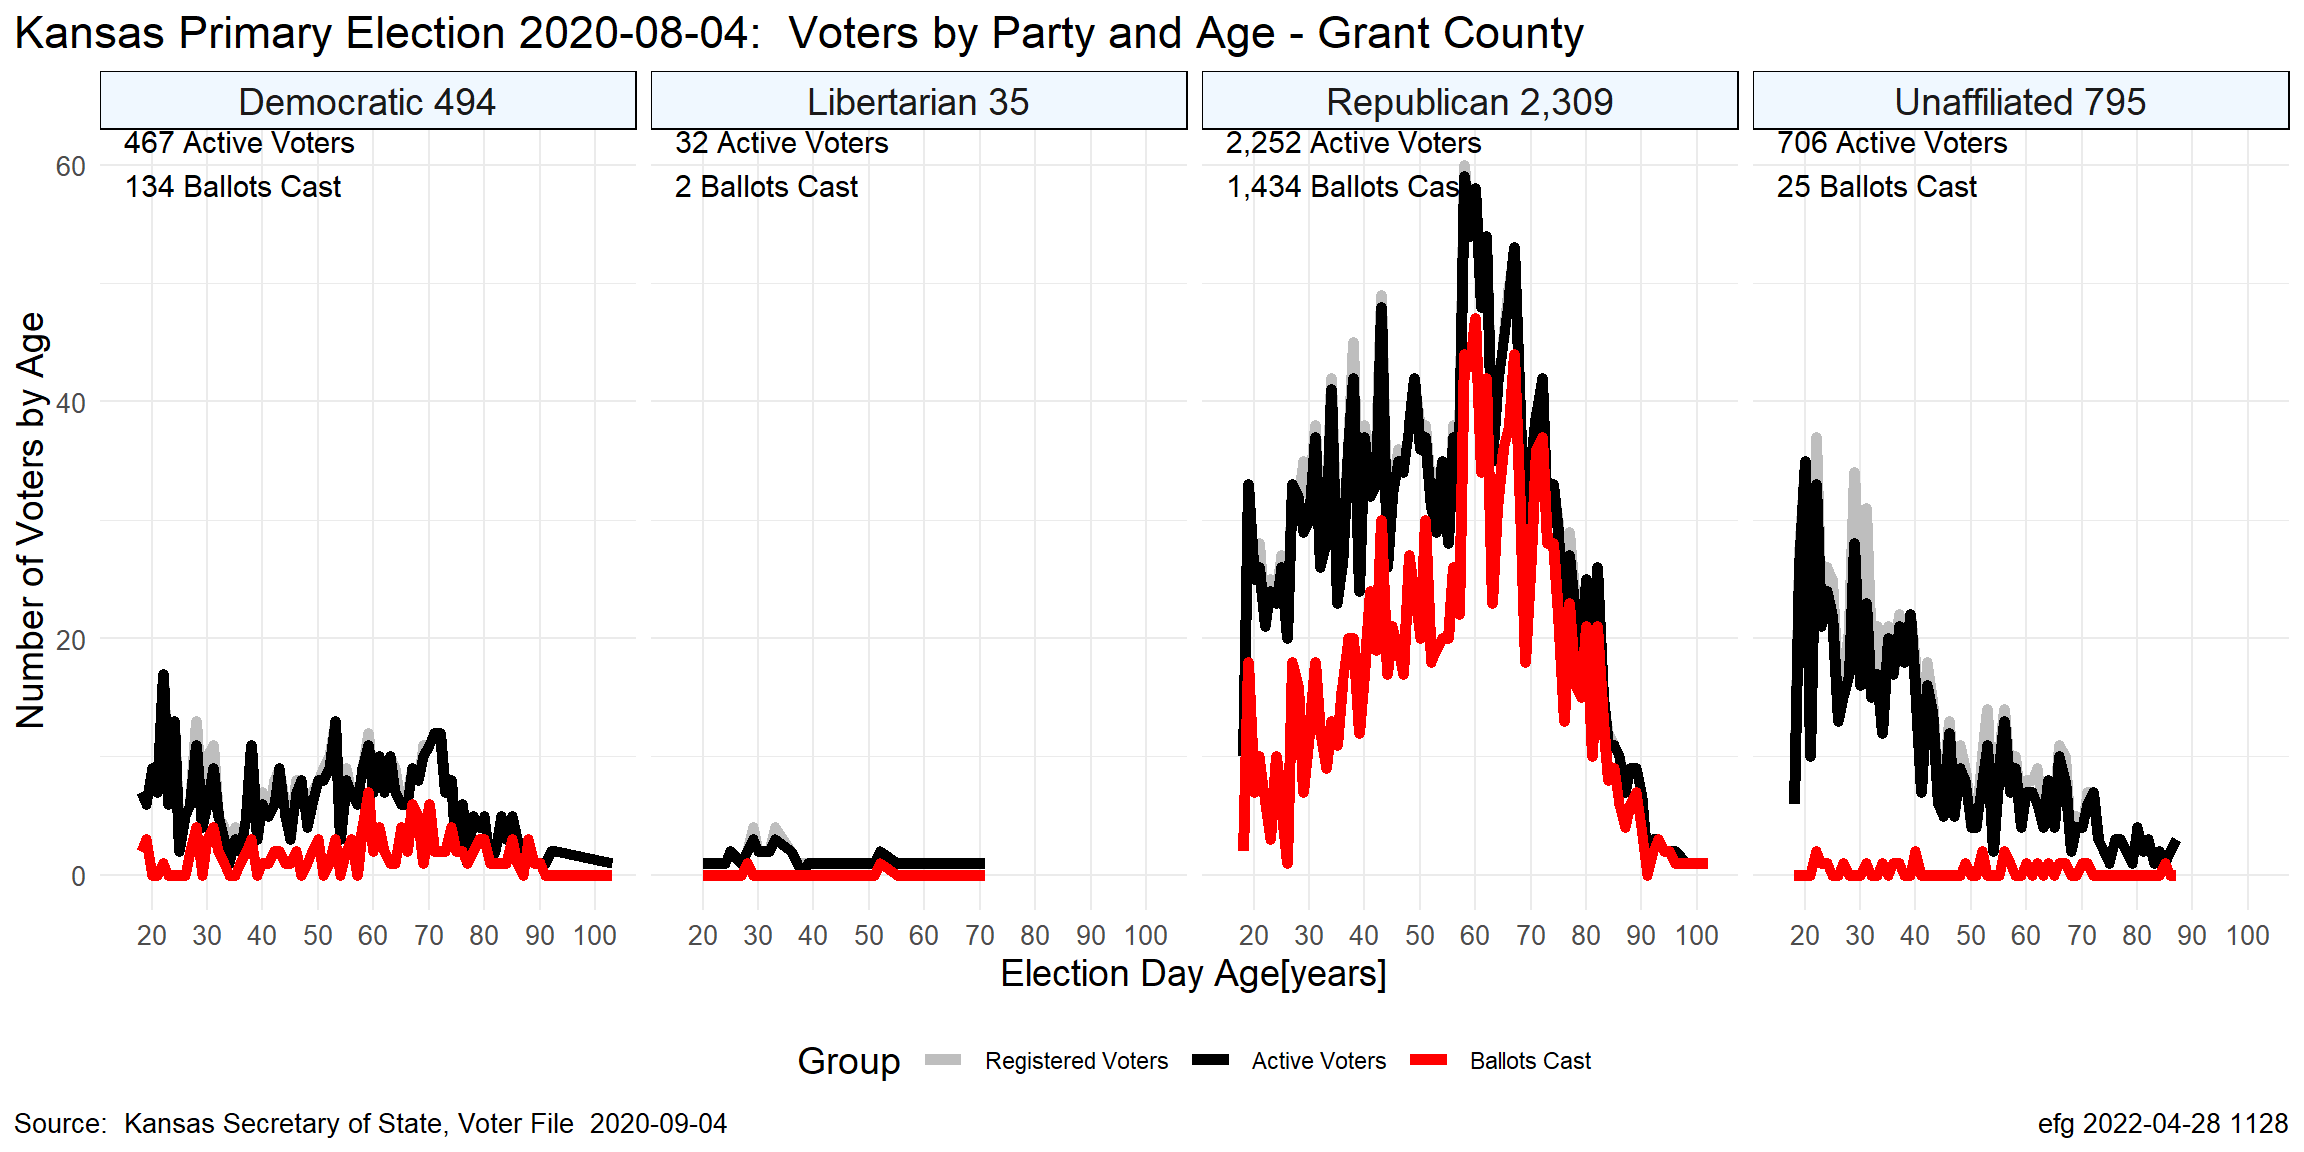 Kansas Primary Election 2020-08-04:  Voters by Party and Age - Grant County
Democratic 494
Libertarian 35
Republican 2,309
Unaffiliated 795
467 Active Voters
134 Ballots Cast
32 Active Voters
2 Ballots Cast
2,252 Active Voters
1,434 Ballots Cas
706 Active Voters
25 Ballots Cast
Number of Voters by Age
60
40
20
0
20 30 40 50 60 70 80 90 100
20 30 40 50 60 70 80 90 100
20 30 40 50 60 70 80 90 100
20 30 40 50 60 70 80 90 100
Election Day Age[years]
Group Registered Voters Active Voters Ballots Cast
Source:  Kansas Secretary of State, Voter File  2020-09-04
efg 2022-04-28 1128